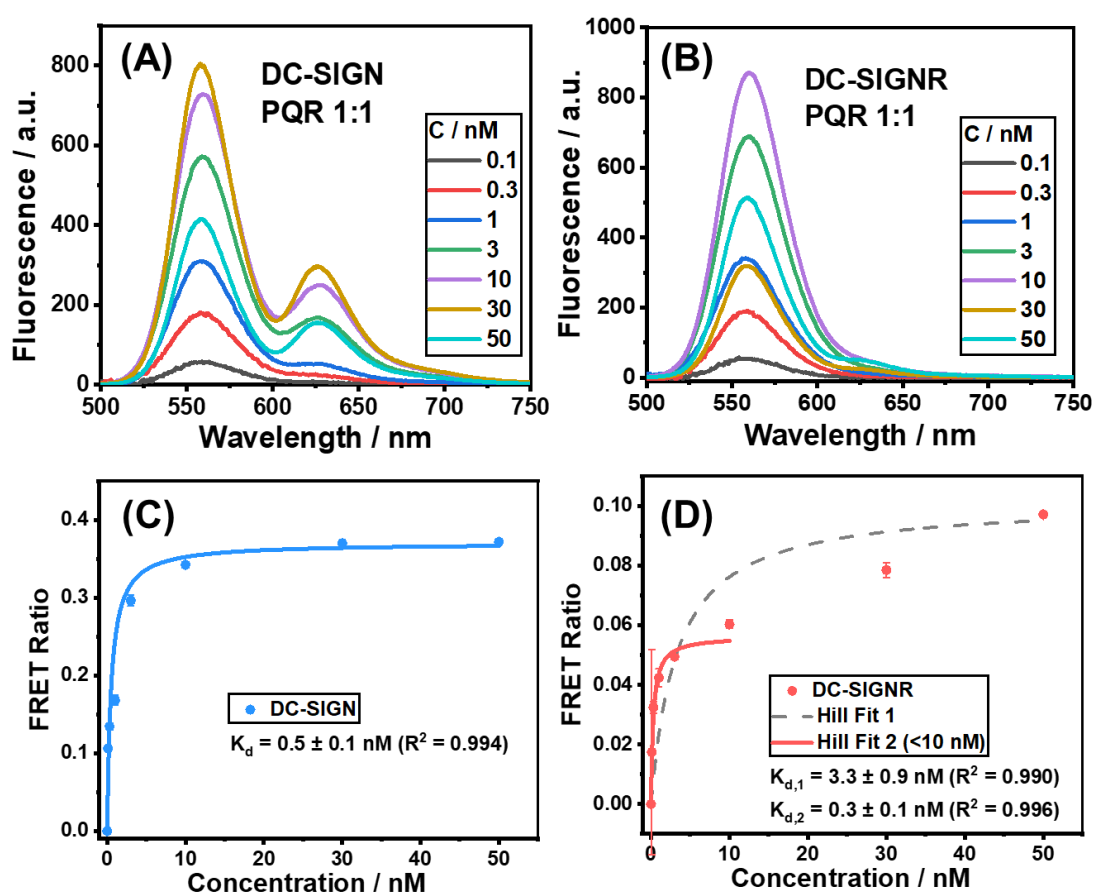 (A)
DC-SIGN
PQR 1:1
C / nM
0.1
0.3
1
3
10
30
50
Fluorescence / a.u.
800
600
400
200
0
500 550 600 650 700 750
Wavelength / nm
(B)
DC-SIGNR
PQR 1:1
C / nM
0.1
0.3
1
3
10
30
50
Fluorescence / a.u.
1000
800
600
400
200
0
500 550 600 650 700 750
Wavelength / nm
(C)
FRET Ratio
0.4
0.3
0.2
0.1
0.0
DC-SIGN
Kd = 0.5 ± 0.1 nM (R² = 0.994)
0 10 20 30 40 50
Concentration / nM
(D)
FRET Ratio
0.10
0.08
0.06
0.04
0.02
0.00
DC-SIGNR
Hill Fit 1
Hill Fit 2 (<10 nM)
Kd,1 = 3.3 ± 0.9 nM (R² = 0.990)
Kd,2 = 0.3 ± 0.1 nM (R² = 0.996)
0 10 20 30 40 50
Concentration / nM